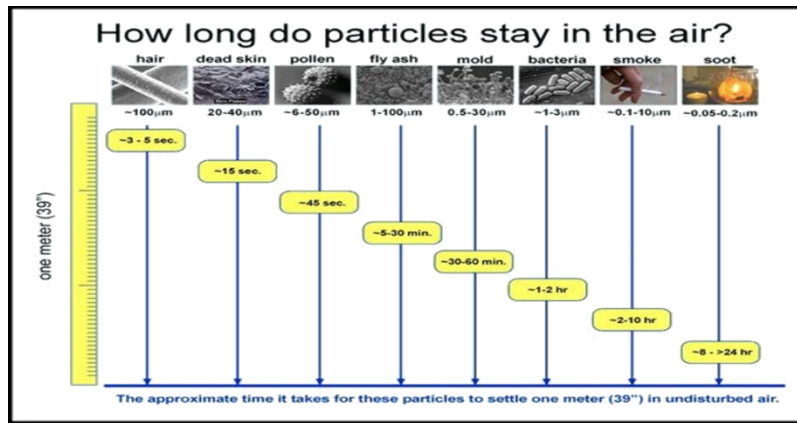 How long do particles stay in the air?
hair dead skin pollen fly ash mold bacteria smoke soot
~100µm 20-40µm ~6-50µm 1-100µm 0.5-30µm ~1-3µm ~0.1-10µm ~0.05-0.2µm
~3 - 5 sec.
~15 sec.
~45 sec.
~5-30 min.
~30-60 min.
~1-2 hr
~2-10 hr
~8 - >24 hr
one meter (39”)
The approximate time it takes for these particles to settle one meter (39”) in undisturbed air.